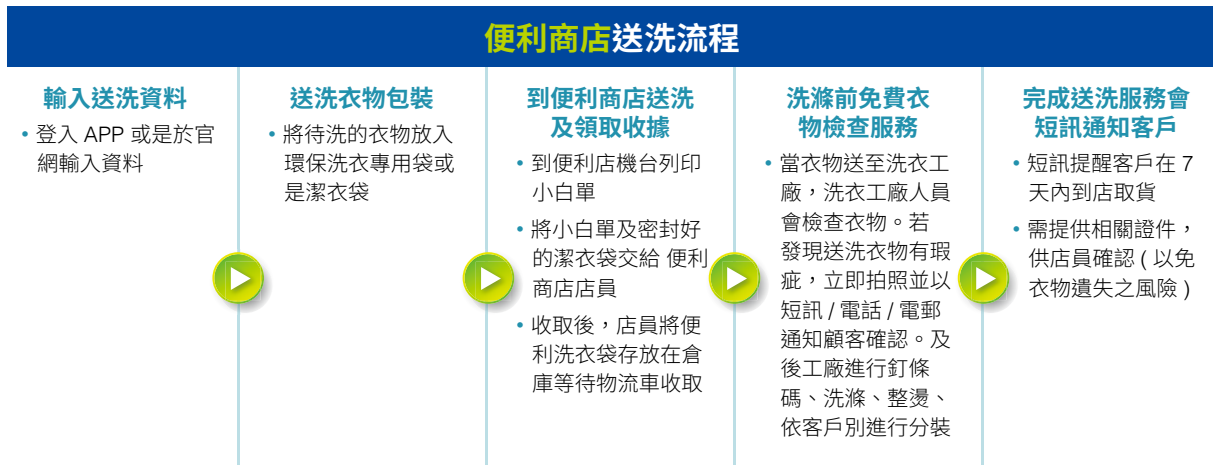 便利商店送洗流程
輸入送洗資料
• 登入 APP 或是於官
網輸入資料
送洗衣物包裝
• 將待洗的衣物放入
環保洗衣專用袋或
是潔衣袋
到便利商店送洗
及領取收據
• 到便利店機台列印
小白單
• 將小白單及密封好
的潔衣袋交給 便利
商店店員
• 收取後，店員將便
利洗衣袋存放在倉
庫等待物流車收取
洗滌前免費衣
物檢查服務
• 當衣物送至洗衣工
廠，洗衣工廠人員
會檢查衣物。若
發現送洗衣物有瑕
疵，立即拍照並以
短訊 / 電話 / 電郵
通知顧客確認。及
後工廠進行釘條
碼、洗滌、整燙、
依客戶別進行分裝
完成送洗服務會
短訊通知客戶
• 短訊提醒客戶在 7
天內到店取貨
• 需提供相關證件，
供店員確認 ( 以免
衣物遺失之風險 )